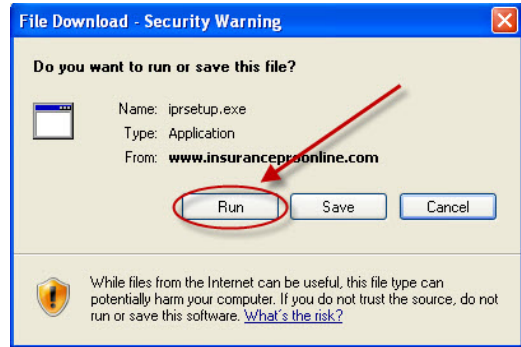 File Download - Security Warning
Do you want to run or save this file?
Name: iprsetup.exe
Type: Application
From: www.insuranceproonline.com
Run Save Cancel
While files from the Internet can be useful, this file type can
potentially harm your computer. If you do not trust the source, do not
run or save this software. What's the risk?